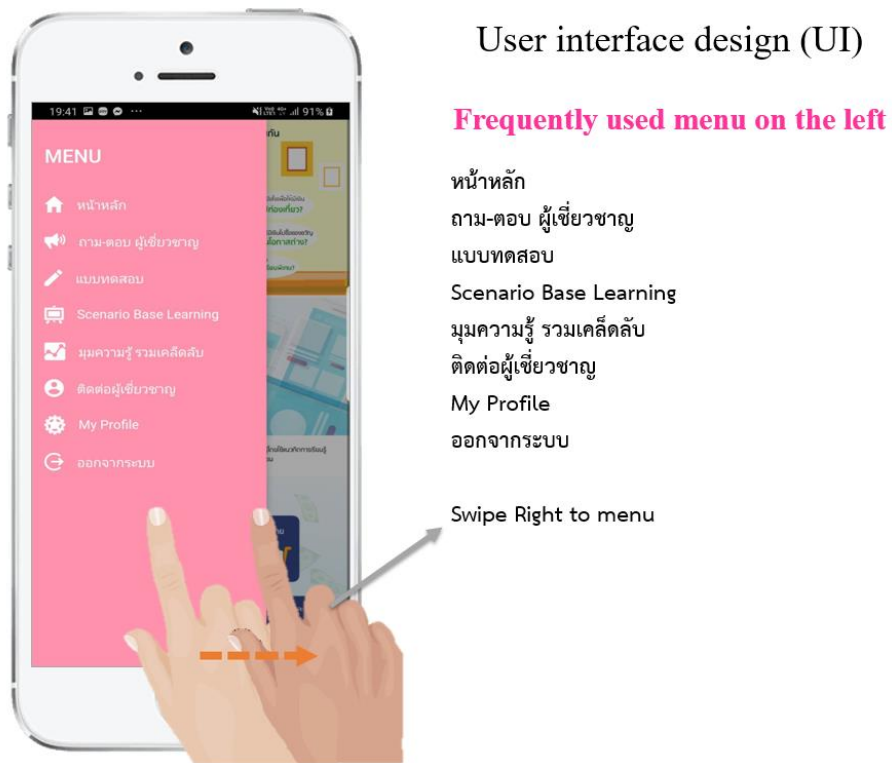 User interface design (UI)
Frequently used menu on the left
หน้าหลัก
ถาม-ตอบ ผู้เชี่ยวชาญ
แบบทดสอบ
Scenario Base Learning
มุมความรู้ รวมเคล็ดลับ
ติดต่อผู้เชี่ยวชาญ
My Profile
ออกจากระบบ
Swipe Right to menu
19:41
91%
MENU
หน้าหลัก
ถาม-ตอบ ผู้เชี่ยวชาญ
แบบทดสอบ
Scenario Base Learning
มุมความรู้ รวมเคล็ดลับ
ติดต่อผู้เชี่ยวชาญ
My Profile
ออกจากระบบ